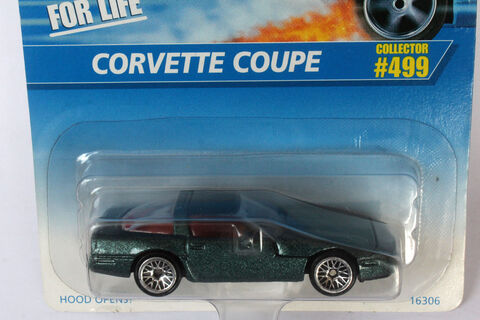 FOR LIFE
CORVETTE COUPE
COLLECTOR
#499
HOOD OPENS!
16306